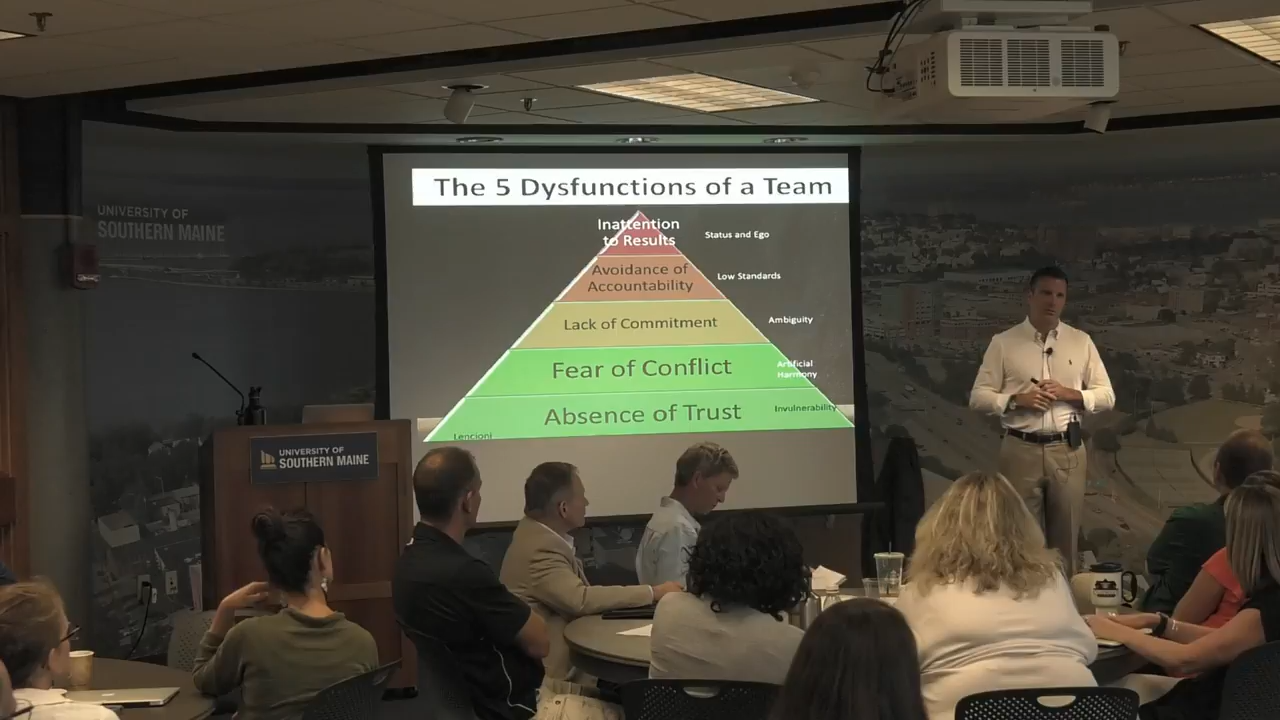 The 5 Dysfunctions of a Team
Inattention
to Results
Status and Ego
Avoidance of
Accountability
Low Standards
Lack of Commitment
Ambiguity
Fear of Conflict
Artificial
Harmony
Absence of Trust
Invulnerability
Lencioni
UNIVERSITY OF
SOUTHERN MAINE
UNIVERSITY OF
SOUTHERN MAINE